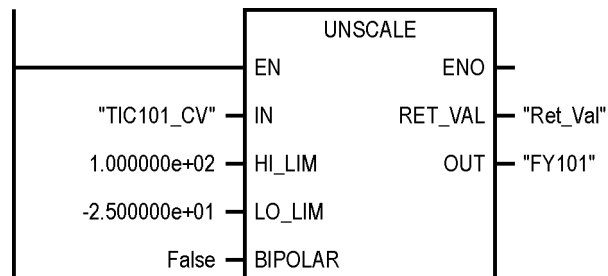 UNSCALE
EN ENO
"TIC101_CV" IN RET_VAL "Ret_Val"
1.000000e+02 HI_LIM OUT "FY101"
-2.500000e+01 LO_LIM
False BIPOLAR